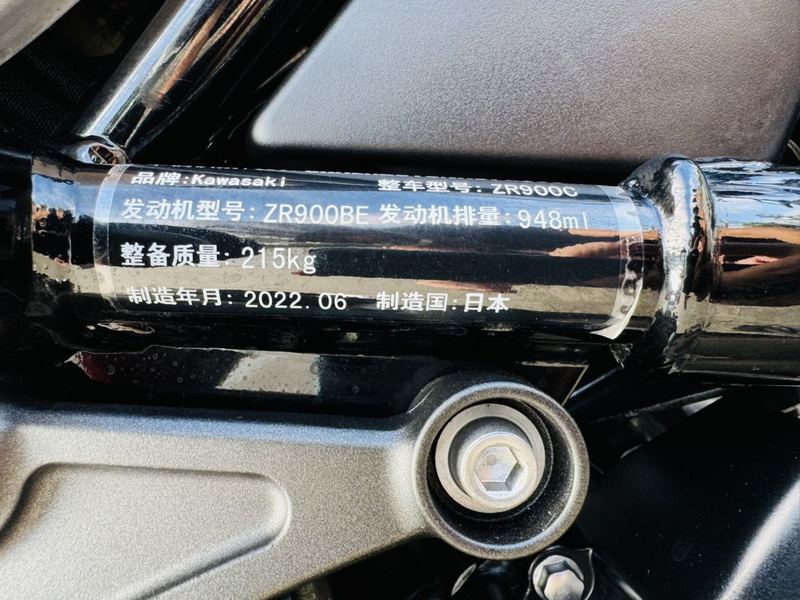 品牌:Kawasaki 整车型号: ZR900C
发动机型号: ZR900BE 发动机排量: 948ml
整备质量: 215kg
制造年月: 2022.06 制造国:日本